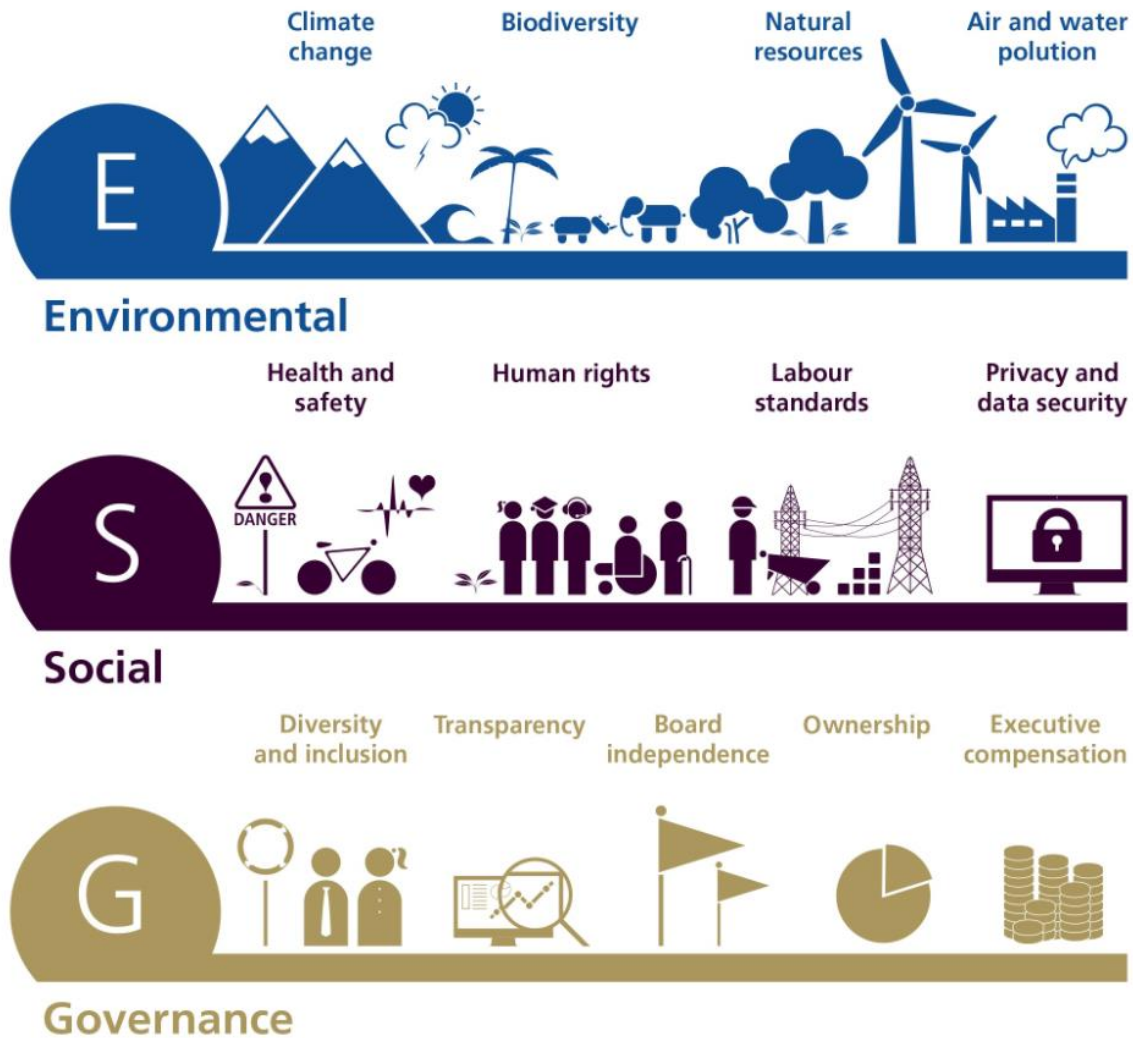 Climate
change
Biodiversity
Natural
resources
Air and water
polution
E
Environmental
Health and
safety
Human rights
Labour
standards
Privacy and
data security
DANGER
S
Social
Diversity
and inclusion
Transparency
Board
independence
Ownership
Executive
compensation
G
Governance